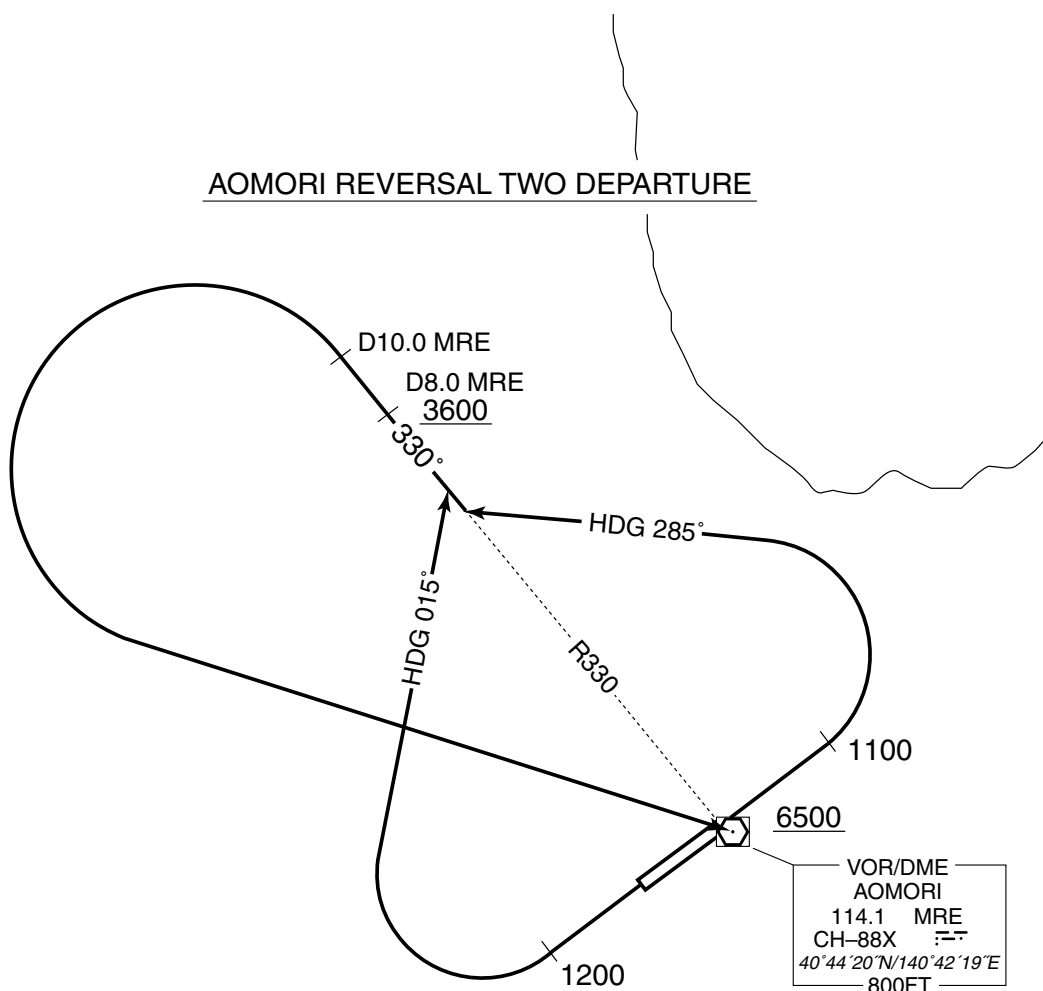 AOMORI REVERSAL TWO DEPARTURE
D10.0 MRE
D8.0 MRE
3600
330°
HDG 285°
HDG 015°
R330
1100
6500
1200
VOR/DME
AOMORI
114.1 MRE
CH–88X
40°44´20˝N/140°42´19˝E
800FT